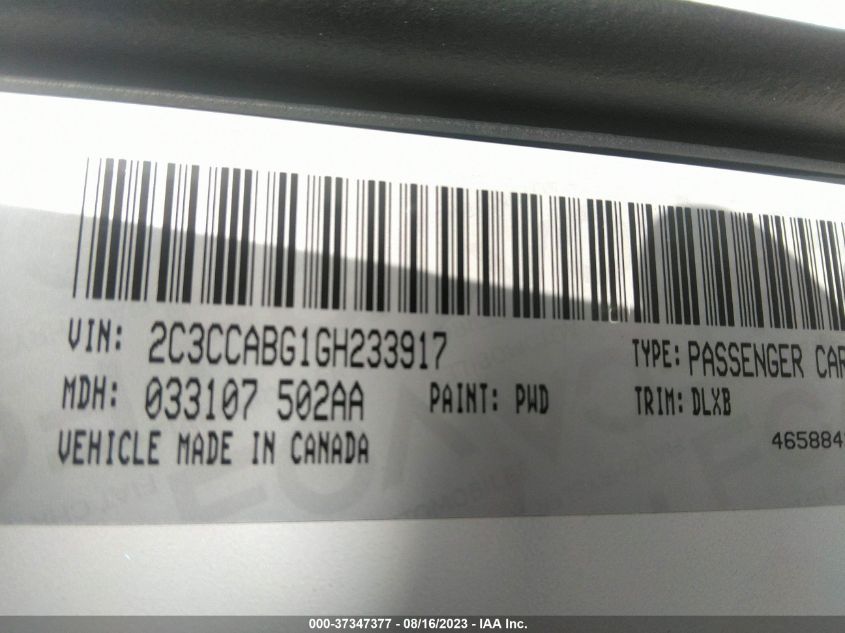 VIN: 2C3CCABG1GH233917 TYPE: PASSENGER CAR
MDH: 033107 502AA PAINT: PWD TRIM: DLXB
VEHICLE MADE IN CANADA 465884
000-37347377 - 08/16/2023 - IAA Inc.